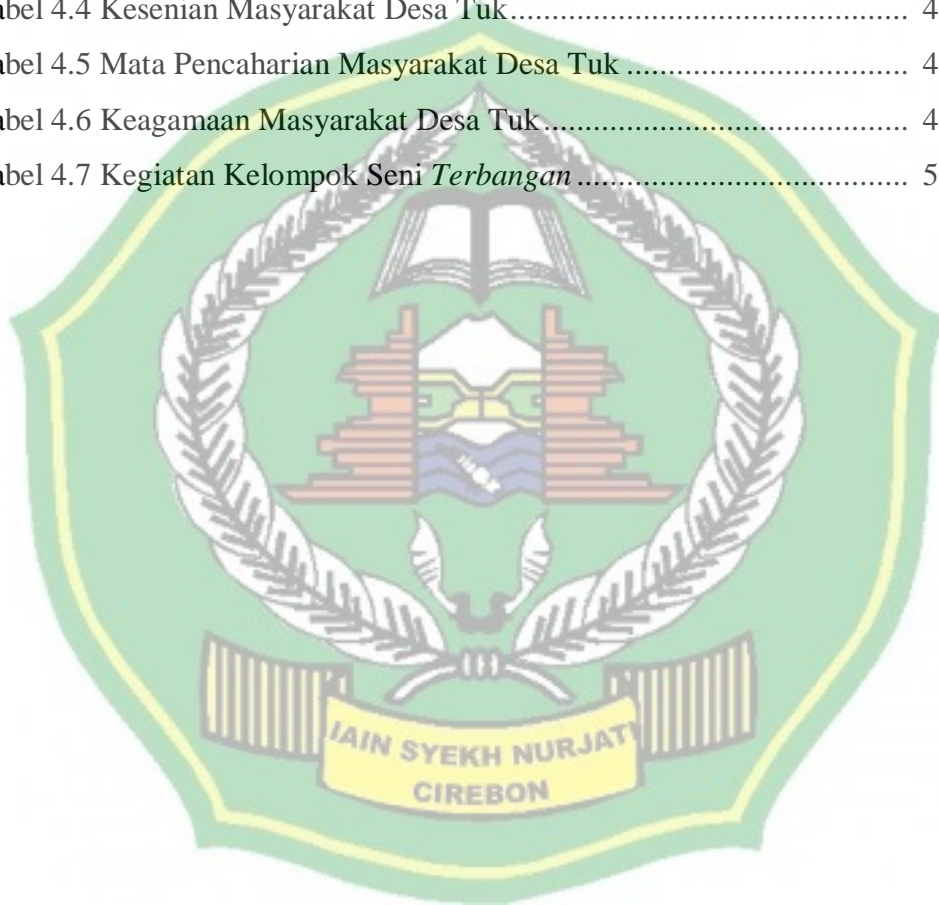 abel 4.4 Kesenian Masyarakat Desa Tuk........................................ 4
abel 4.5 Mata Pencaharian Masyarakat Desa Tuk ............................ 4
abel 4.6 Keagamaan Masyarakat Desa Tuk..................................... 4
abel 4.7 Kegiatan Kelompok Seni Terbangan ................................. 5
IAIN SYEKH NURJATI
CIREBON